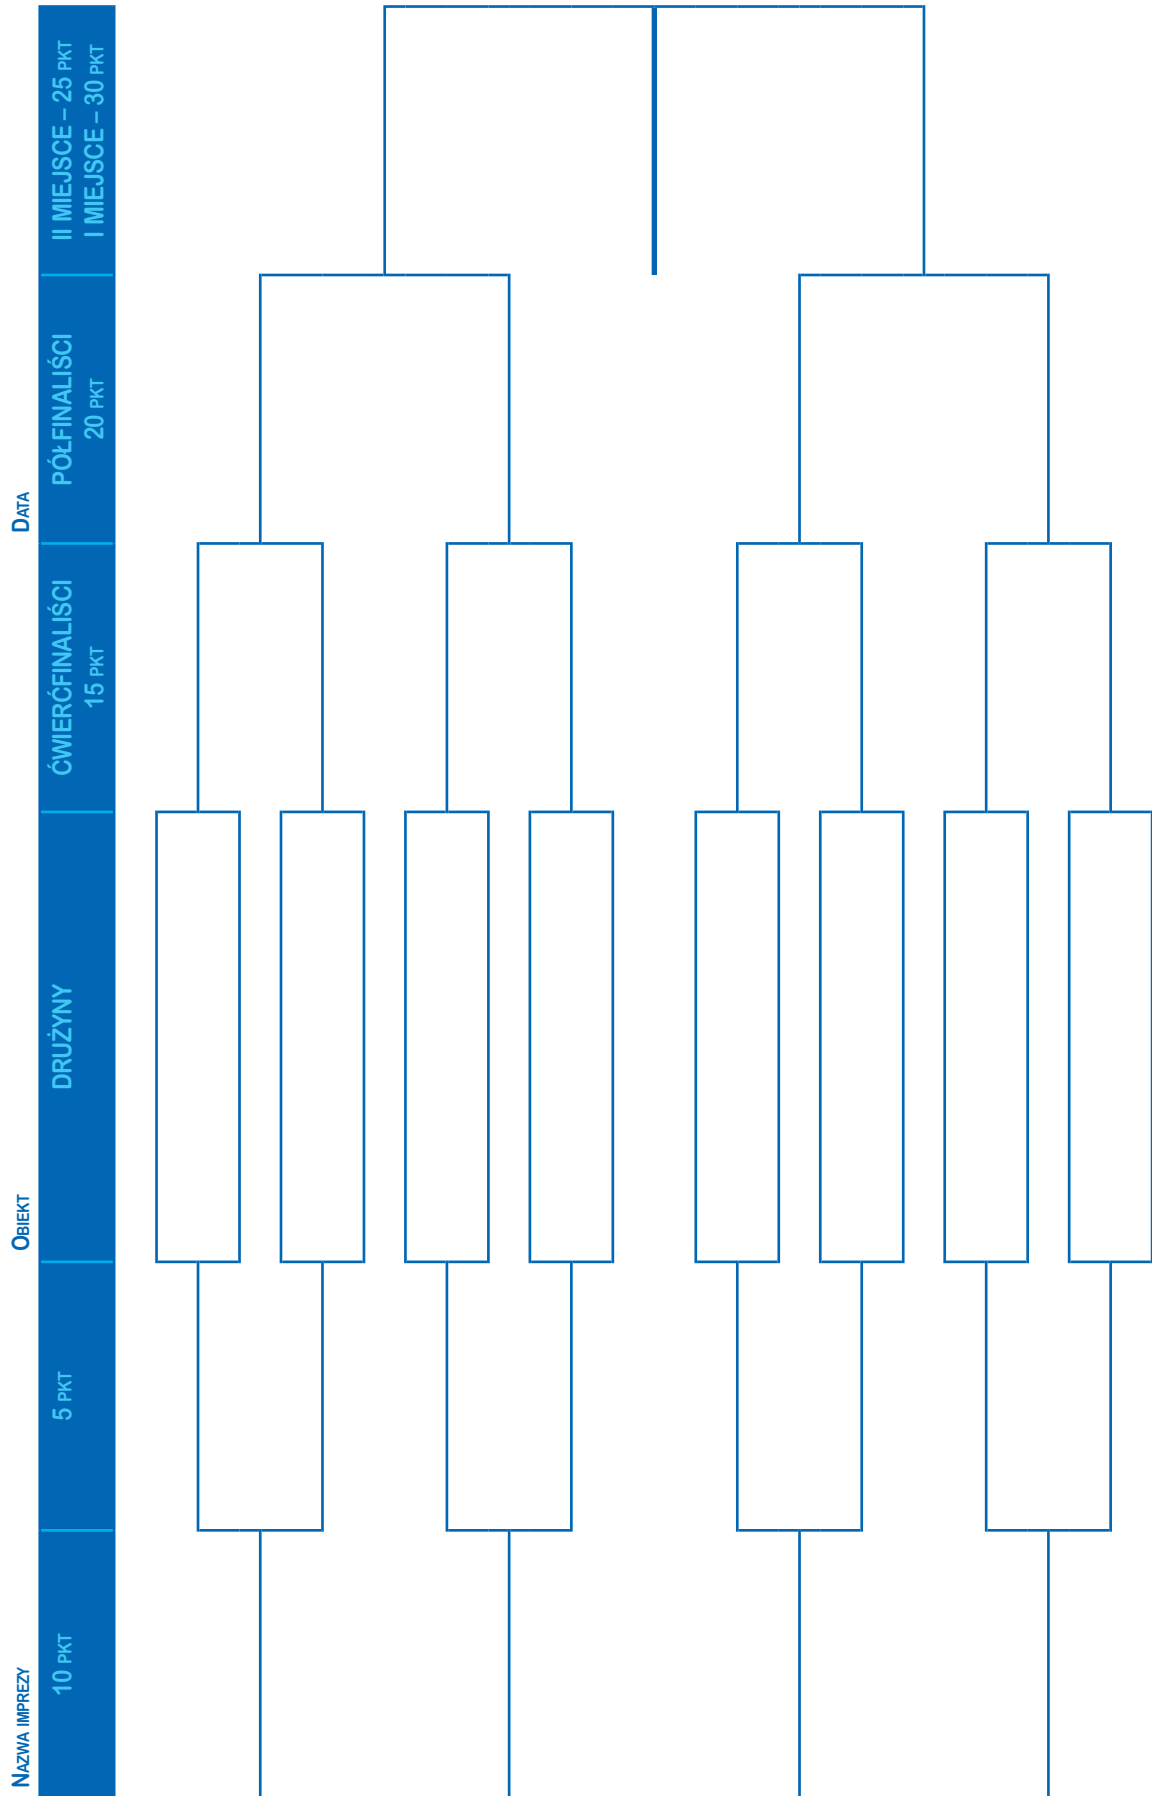 NAZWA IMPREZY
OBIEKT
DATA
10 PKT
5 PKT
DRUŻYNY
ĆWIERĆFINALIŚCI
15 PKT
PÓŁFINALIŚCI
20 PKT
II MIEJSCE – 25 PKT
I MIEJSCE – 30 PKT